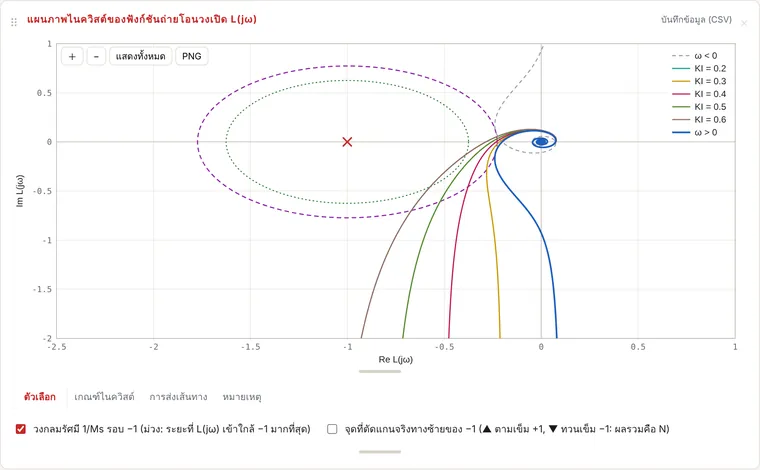 แผนภาพไนควิสต์ของฟังก์ชันถ่ายโอนวงเปิด L(jω)
บันทึกข้อมูล (CSV)
+ - แสดงทั้งหมด PNG
ω < 0
KI = 0.2
KI = 0.3
KI = 0.4
KI = 0.5
KI = 0.6
ω > 0
1
0.5
0
-0.5
-1
-1.5
-2
Im L(jω)
-2.5 -2 -1.5 -1 -0.5 0 0.5 1
Re L(jω)
ตัวเลือก เกณฑ์ไนควิสต์ การส่งเส้นทาง หมายเหตุ
วงกลมรัศมี 1/Ms รอบ −1 (ม่วง: ระยะที่ L(jω) เข้าใกล้ −1 มากที่สุด) จุดที่ตัดแกนจริงทางซ้ายของ −1 (▲ ตามเข็ม +1, ▼ ทวนเข็ม −1: ผลรวมคือ N)